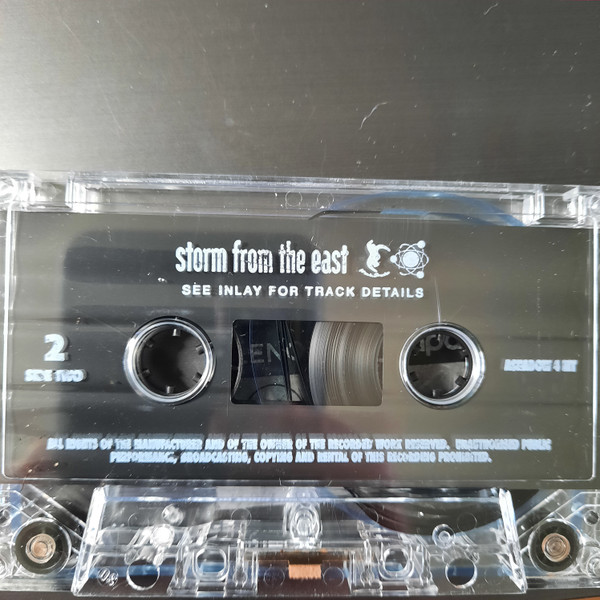 storm from the east
SEE INLAY FOR TRACK DETAILS
2
SIDE TWO
ALL RIGHTS OF THE MANUFACTURER AND OF THE OWNER OF THE RECORDED WORK RESERVED. UNAUTHORISED PUBLIC
PERFORMANCE, BROADCASTING, COPYING AND RENTAL OF THIS RECORDING PROHIBITED.